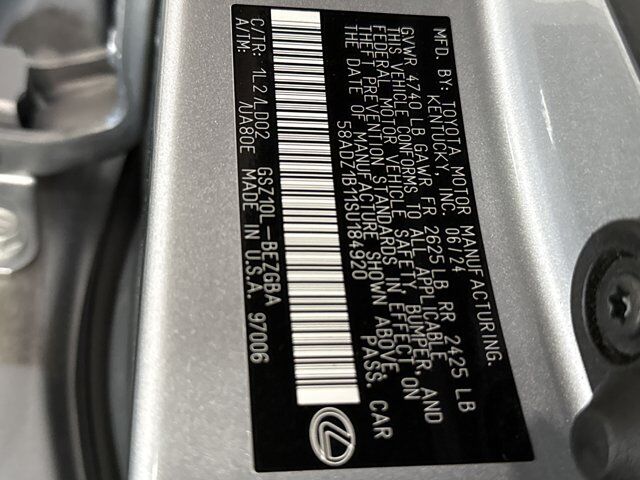 MFD. BY: TOYOTA MOTOR MANUFACTURING.
KENTUCKY, INC. 06/24
GVWR 4740 LB GAWR FR 2625 LB RR 2425 LB
THIS VEHICLE CONFORMS TO ALL APPLICABLE
FEDERAL MOTOR VEHICLE SAFETY, BUMPER, AND
THEFT PREVENTION STANDARDS IN EFFECT ON
THE DATE OF MANUFACTURE SHOWN ABOVE.
58ADZ1B11SU184920 PASS. CAR
C/TR: 1L2/LD02 GSZ10L-BEZGBA
A/TM: /UA80E MADE IN U.S.A. 97006